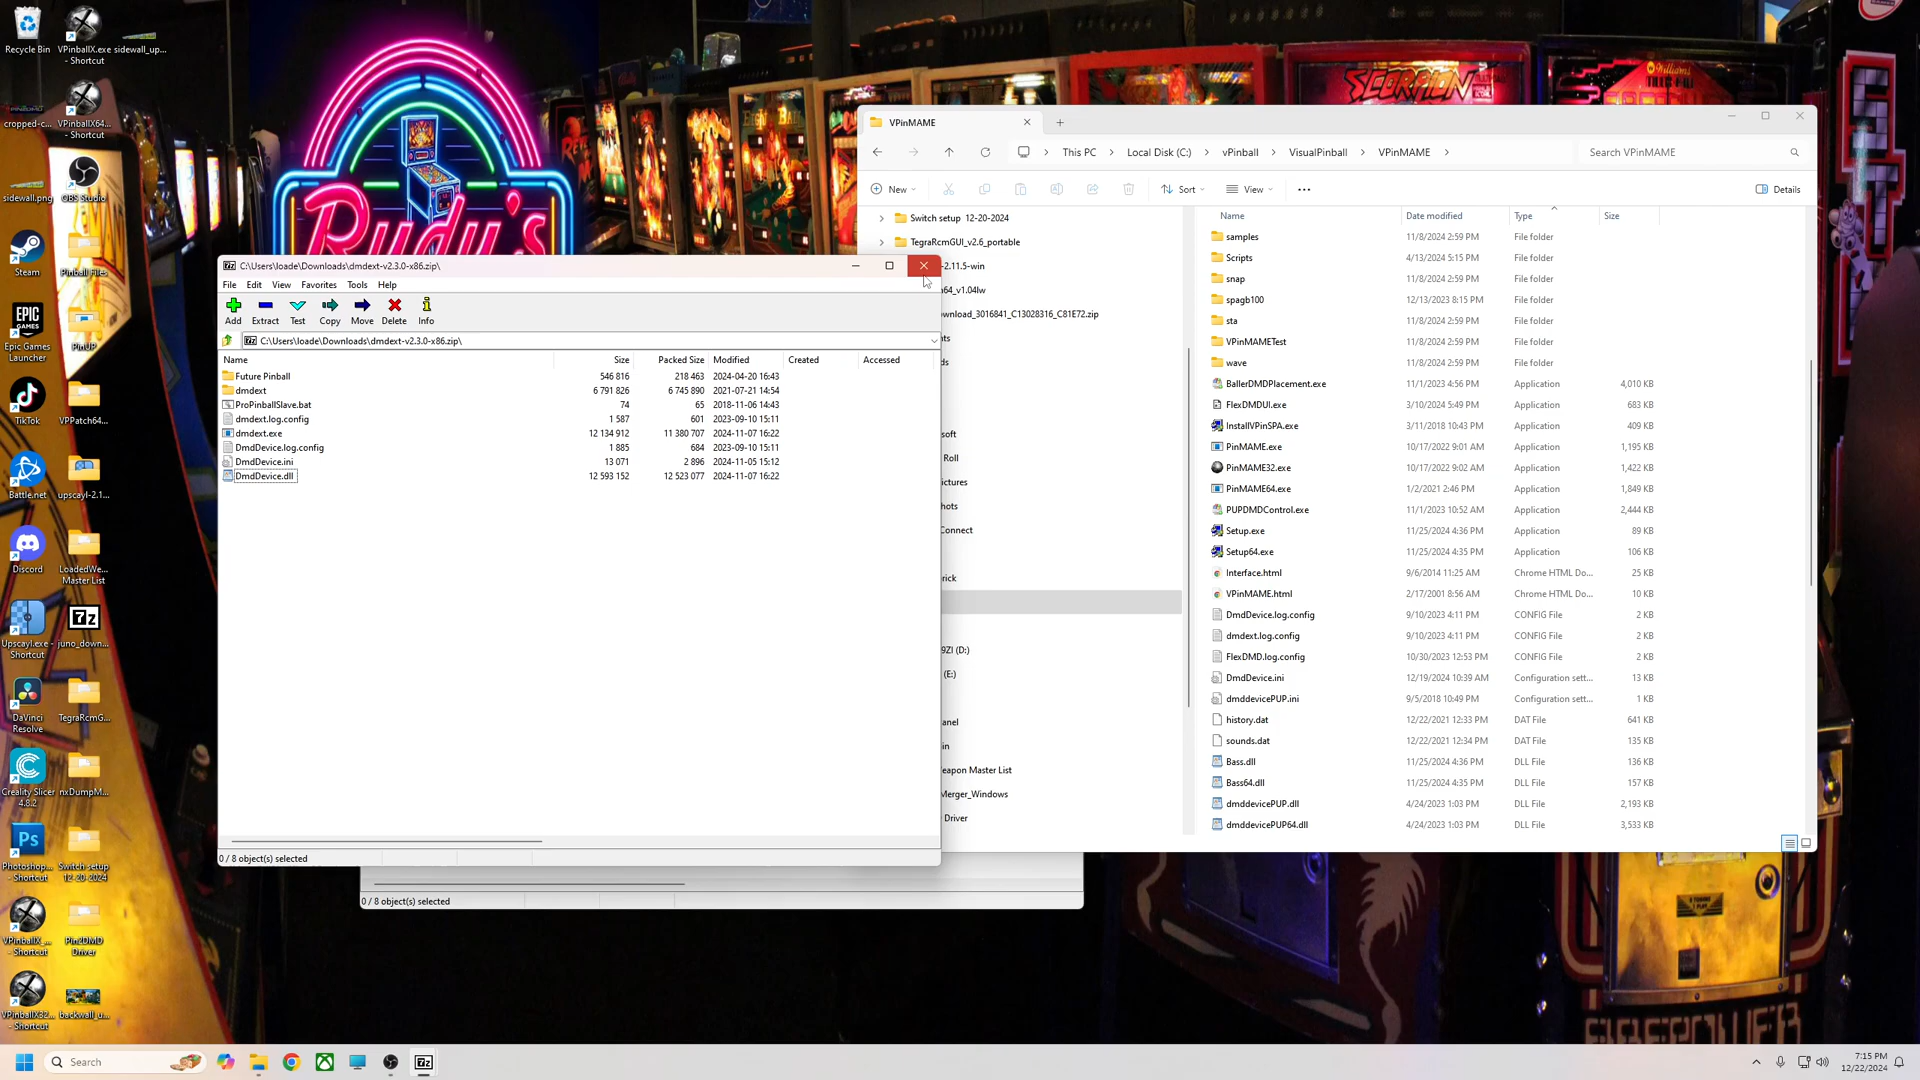 Recycle Bin
VPinballX.exe - Shortcut
sidewall_up...
cropped-c...
VPinballX64... - Shortcut
sidewall.png
OBS Studio
Steam
Pinball Files
Epic Games Launcher
PinUP
TikTok
VPPatch64...
Battle.net
upscayl-2.1...
Discord
LoadedWe... Master List
Upscayl.exe - Shortcut
juno_down...
DaVinci Resolve
TegraRcmG...
Creality Slicer 4.8.2
nxDumpM...
Photoshop... - Shortcut
Switch setup 12-20-2024
VPinballX_... - Shortcut
Pin2DMD Driver
VPinballX32... - Shortcut
backwall_u...
Rudy's
SCORPION
Williams
VPinMAME
This PC > Local Disk (C:) > vPinball > VisualPinball > VPinMAME >
Search VPinMAME
New
Sort
View
Details
Switch setup 12-20-2024
TegraRcmGUI_v2.6_portable
-2.11.5-win
64_v1.04lw
wnload_3016841_C13028316_C81E72.zip
nts
ds
soft
Roll
ictures
hots
Connect
rick
9ZI (D:)
(E:)
anel
in
eapon Master List
Merger_Windows
Driver
Name Date modified Type Size
samples 11/8/2024 2:59 PM File folder
Scripts 4/13/2024 5:15 PM File folder
snap 11/8/2024 2:59 PM File folder
spagb100 12/13/2023 8:15 PM File folder
sta 11/8/2024 2:59 PM File folder
VPinMAMETest 11/8/2024 2:59 PM File folder
wave 11/8/2024 2:59 PM File folder
BallerDMDPlacement.exe 11/1/2023 4:56 PM Application 4,010 KB
FlexDMDUI.exe 3/10/2024 5:49 PM Application 683 KB
InstallVPinSPA.exe 3/11/2018 10:43 PM Application 409 KB
PinMAME.exe 10/17/2022 9:01 AM Application 1,195 KB
PinMAME32.exe 10/17/2022 9:02 AM Application 1,422 KB
PinMAME64.exe 1/2/2021 2:46 PM Application 1,849 KB
PUPDMDControl.exe 11/1/2023 10:52 AM Application 2,444 KB
Setup.exe 11/25/2024 4:36 PM Application 89 KB
Setup64.exe 11/25/2024 4:35 PM Application 106 KB
Interface.html 9/6/2014 11:25 AM Chrome HTML Do... 25 KB
VPinMAME.html 2/17/2001 8:56 AM Chrome HTML Do... 10 KB
DmdDevice.log.config 9/10/2023 4:11 PM CONFIG File 2 KB
dmdext.log.config 9/10/2023 4:11 PM CONFIG File 2 KB
FlexDMD.log.config 10/30/2023 12:53 PM CONFIG File 2 KB
DmdDevice.ini 12/19/2024 10:39 AM Configuration sett... 13 KB
dmddevicePUP.ini 9/5/2018 10:49 PM Configuration sett... 1 KB
history.dat 12/22/2021 12:33 PM DAT File 641 KB
sounds.dat 12/22/2021 12:34 PM DAT File 135 KB
Bass.dll 11/25/2024 4:36 PM DLL File 136 KB
Bass64.dll 11/25/2024 4:35 PM DLL File 157 KB
dmddevicePUP.dll 4/24/2023 1:03 PM DLL File 2,193 KB
dmddevicePUP64.dll 4/24/2023 1:03 PM DLL File 3,533 KB
C:\Users\loade\Downloads\dmdext-v2.3.0-x86.zip\
File Edit View Favorites Tools Help
Add Extract Test Copy Move Delete Info
C:\Users\loade\Downloads\dmdext-v2.3.0-x86.zip\
Name Size Packed Size Modified Created Accessed
Future Pinball 546 816 218 463 2024-04-20 16:43
dmdext 6 791 826 6 745 890 2021-07-21 14:54
ProPinballSlave.bat 74 65 2018-11-06 14:43
dmdext.log.config 1 587 601 2023-09-10 15:11
dmdext.exe 12 134 912 11 380 707 2024-11-07 16:22
DmdDevice.log.config 1 885 684 2023-09-10 15:11
DmdDevice.ini 13 071 2 896 2024-11-05 15:12
DmdDevice.dll 12 593 152 12 523 077 2024-11-07 16:22
0 / 8 object(s) selected
0 / 8 object(s) selected
Search
7:15 PM
12/22/2024